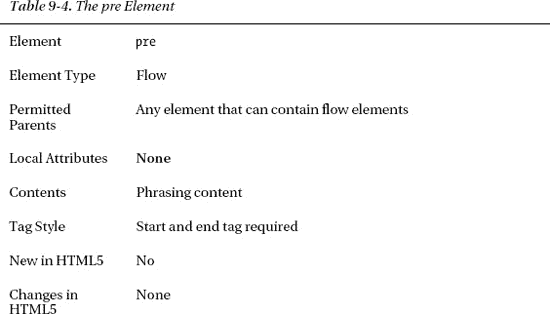 Table 9-4. The pre Element
Element pre
Element Type Flow
Permitted Any element that can contain flow elements
Parents
Local Attributes None
Contents Phrasing content
Tag Style Start and end tag required
New in HTML5 No
Changes in None
HTML5